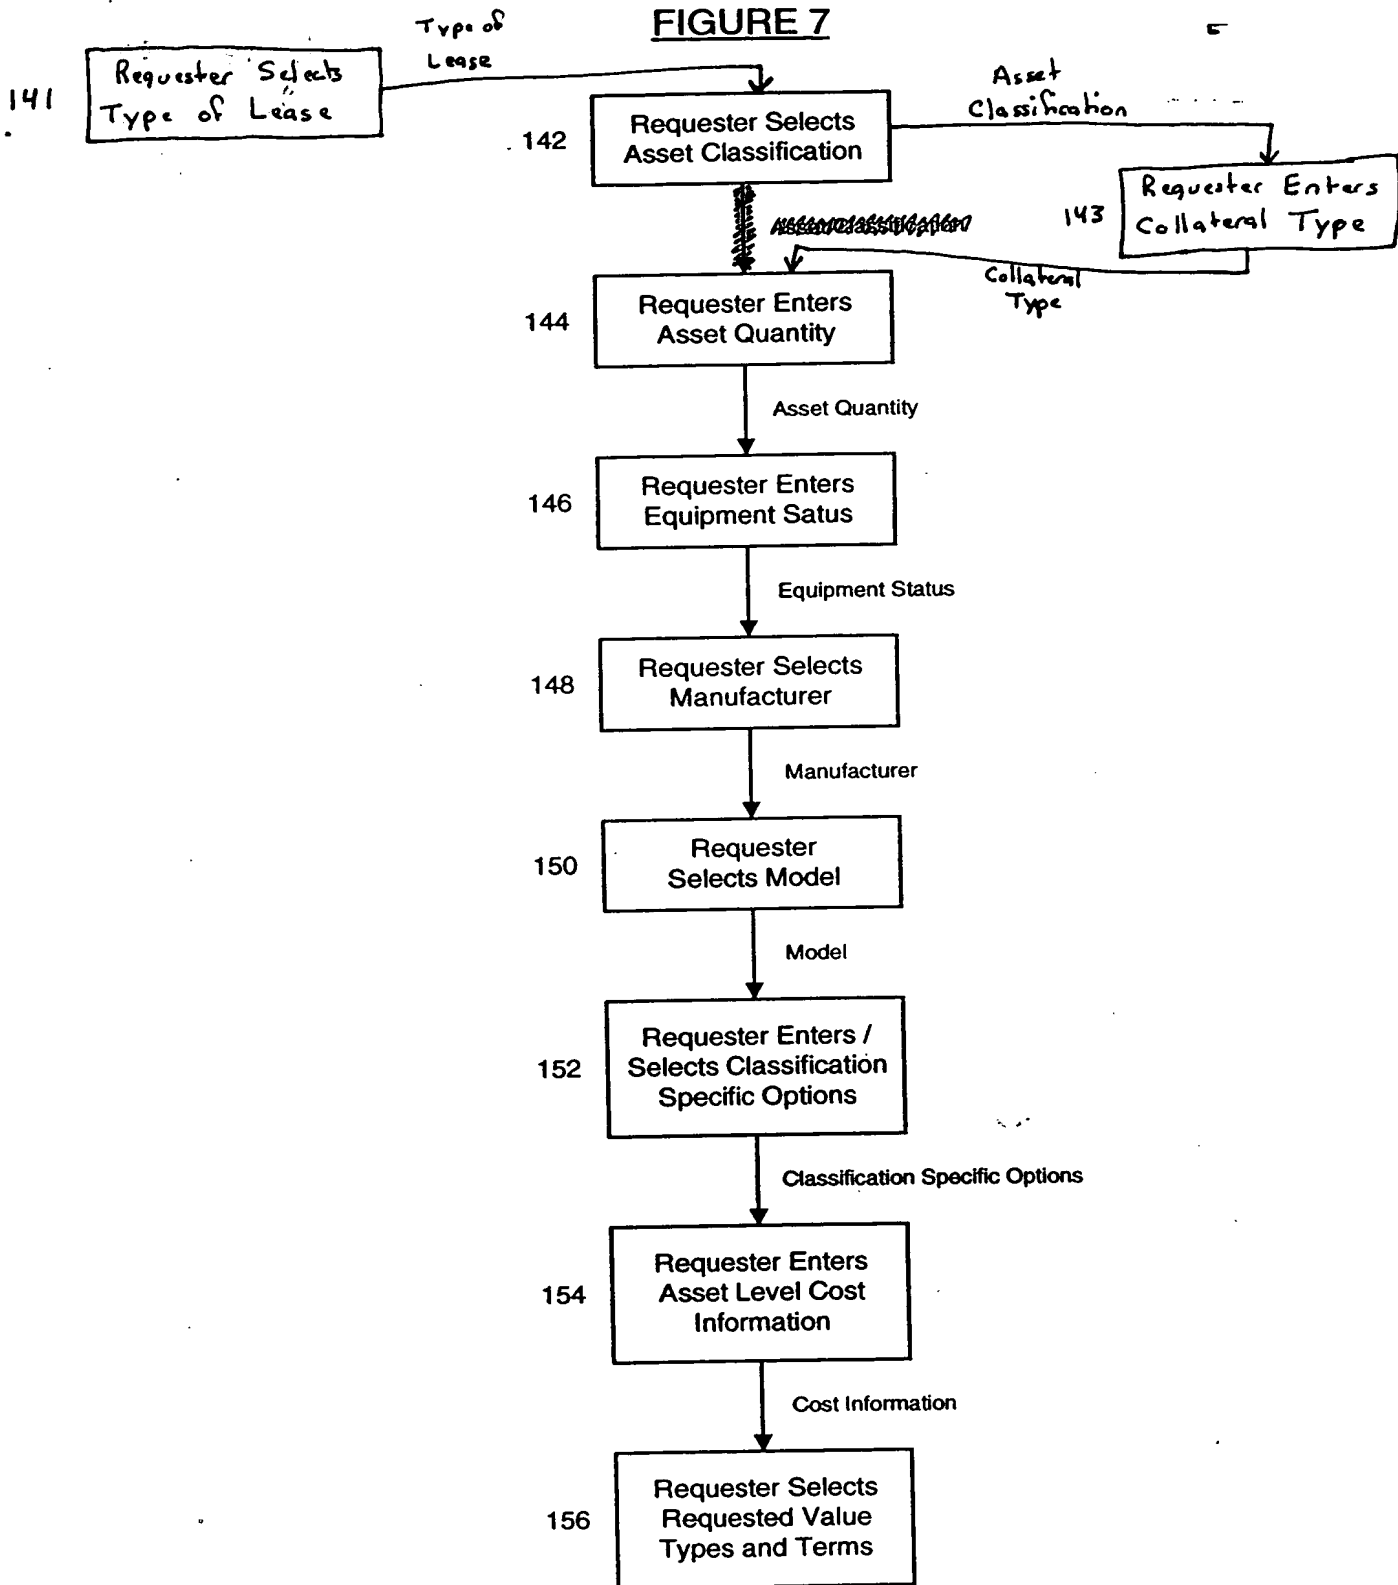 FIGURE 7
Type of
Lease
141
Requester Selects
Type of Lease
Asset
Classification
142
Requester Selects
Asset Classification
143
Requester Enters
Collateral Type
Asset Classification
Collateral
Type
144
Requester Enters
Asset Quantity
Asset Quantity
146
Requester Enters
Equipment Satus
Equipment Status
148
Requester Selects
Manufacturer
Manufacturer
150
Requester
Selects Model
Model
152
Requester Enters /
Selects Classification
Specific Options
Classification Specific Options
154
Requester Enters
Asset Level Cost
Information
Cost Information
156
Requester Selects
Requested Value
Types and Terms